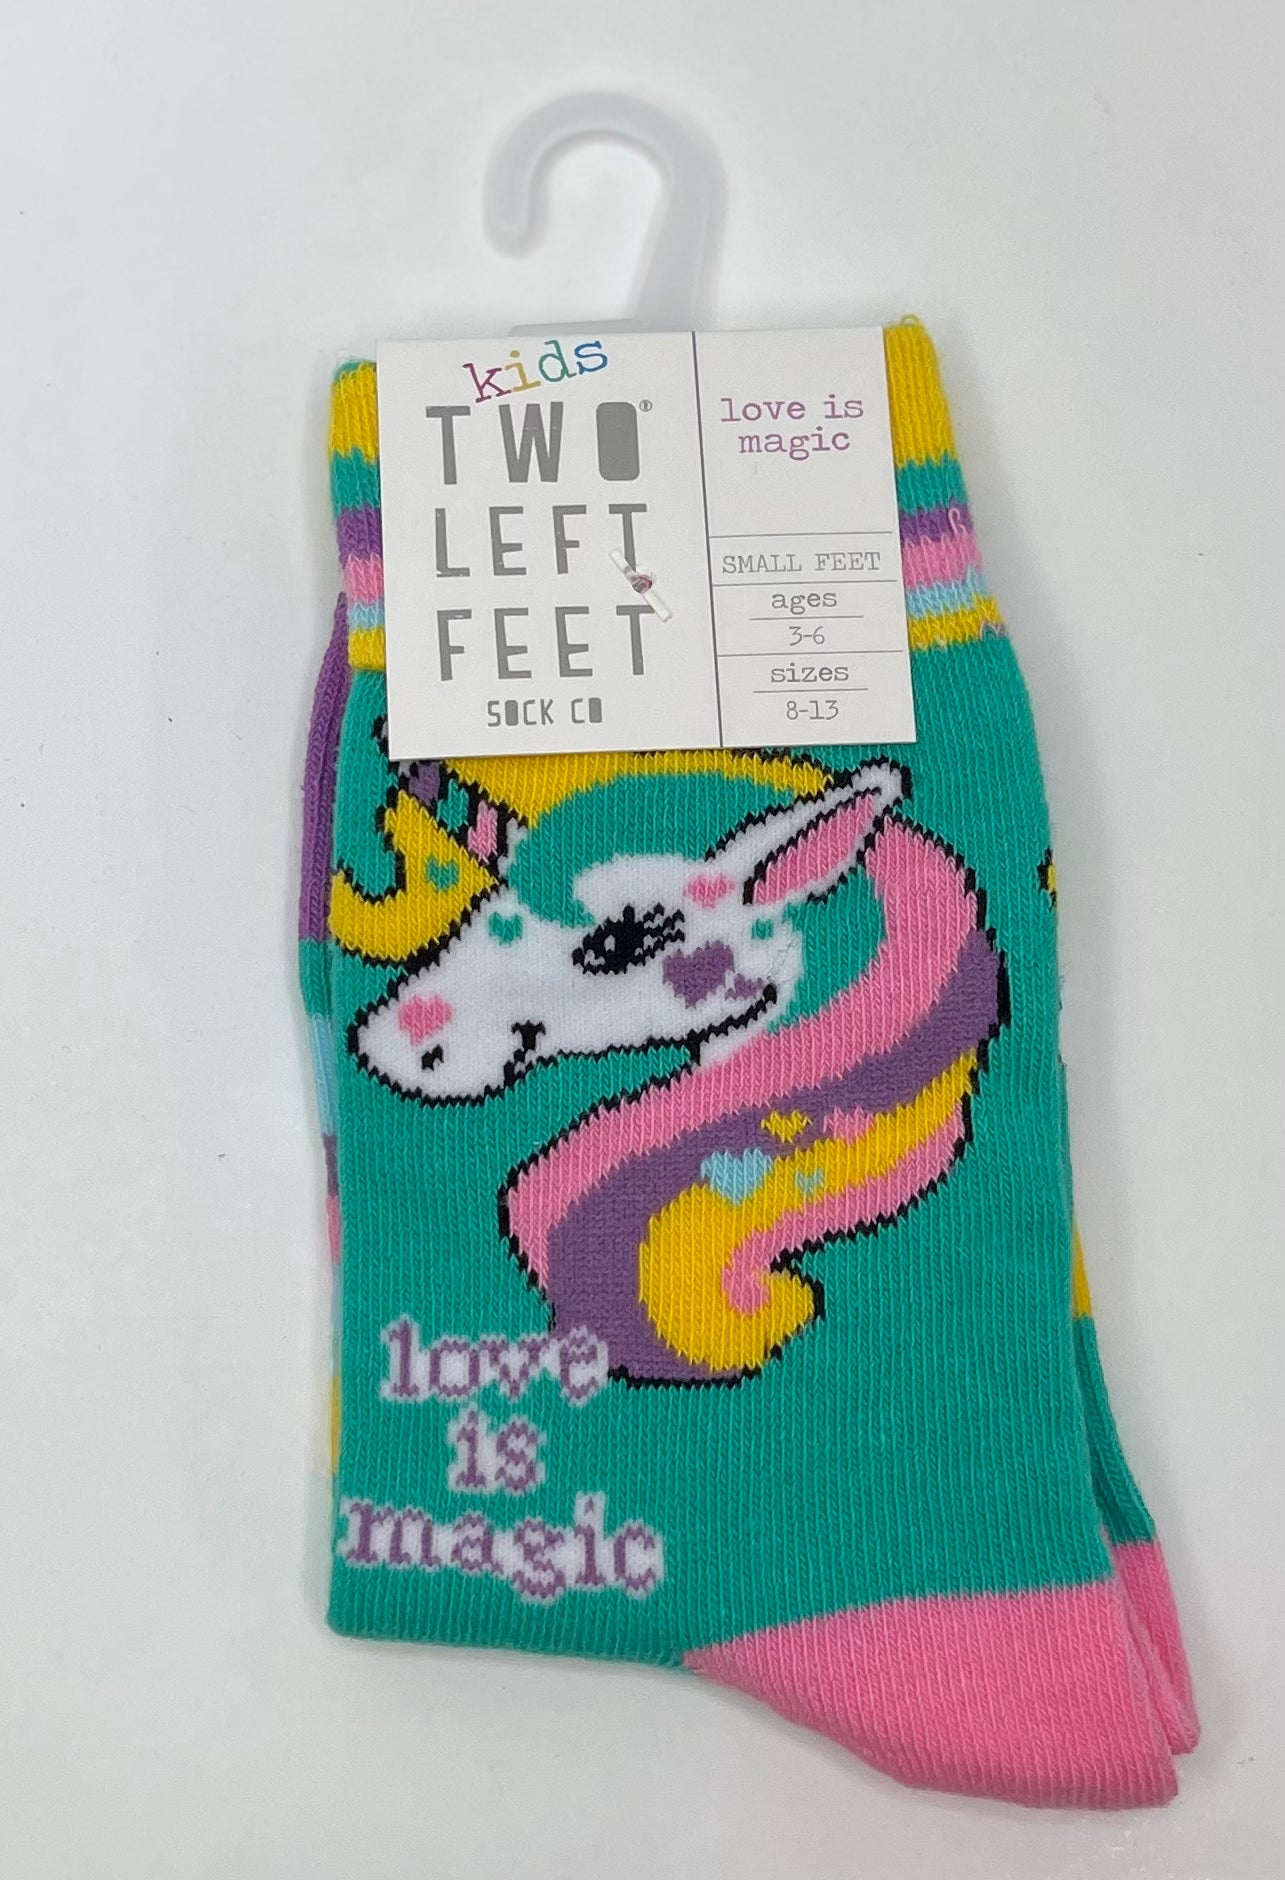 kids
TWO®
LEFT
FEET
SOCK CO
love is
magic
SMALL FEET
ages
3-6
sizes
8-13
love
is
magic